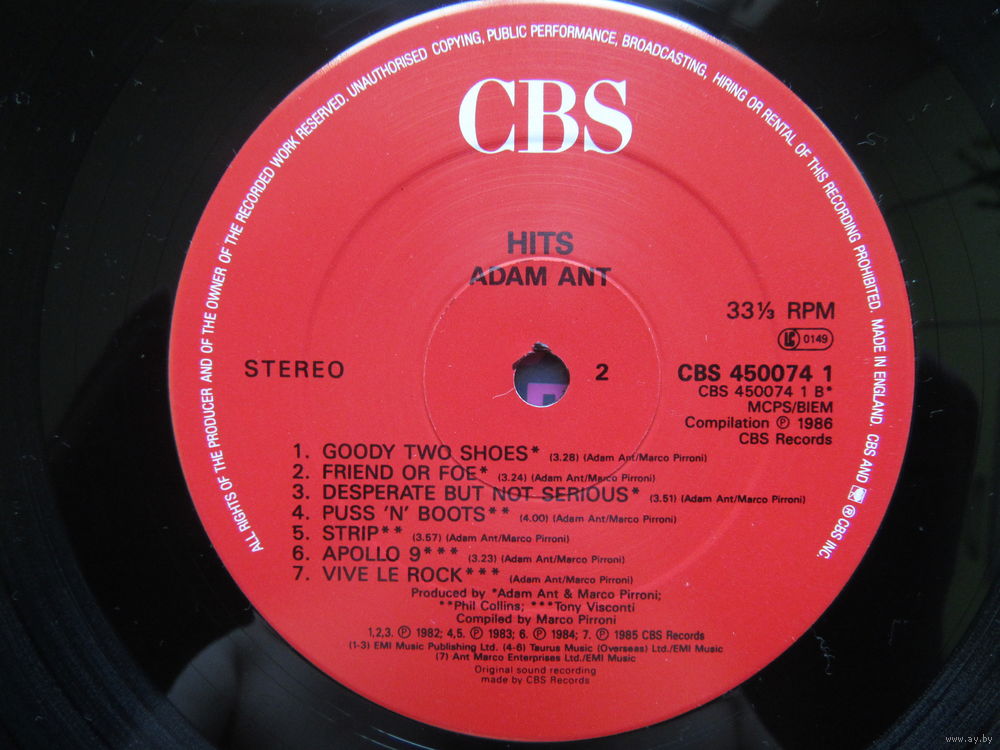 ALL RIGHTS OF THE PRODUCER AND OF THE OWNER OF THE RECORDED WORK RESERVED. UNAUTHORISED COPYING, PUBLIC PERFORMANCE, BROADCASTING, HIRING OR RENTAL OF THIS RECORDING PROHIBITED. MADE IN ENGLAND. CBS AND ® CBS INC.
CBS
HITS
ADAM ANT
33⅓ RPM
LC 0149
STEREO
2
CBS 450074 1
CBS 450074 1 B*
MCPS/BIEM
Compilation ℗ 1986
CBS Records
1. GOODY TWO SHOES* (3.28) (Adam Ant/Marco Pirroni)
2. FRIEND OR FOE* (3.24) (Adam Ant/Marco Pirroni)
3. DESPERATE BUT NOT SERIOUS* (3.51) (Adam Ant/Marco Pirroni)
4. PUSS 'N' BOOTS** (4.00) (Adam Ant/Marco Pirroni)
5. STRIP** (3.57) (Adam Ant/Marco Pirroni)
6. APOLLO 9*** (3.23) (Adam Ant/Marco Pirroni)
7. VIVE LE ROCK*** (Adam Ant/Marco Pirroni)
Produced by *Adam Ant & Marco Pirroni;
**Phil Collins; ***Tony Visconti
Compiled by Marco Pirroni
1,2,3. ℗ 1982; 4,5. ℗ 1983; 6. ℗ 1984; 7. ℗ 1985 CBS Records
(1-3) EMI Music Publishing Ltd. (4-6) Taurus Music (Overseas) Ltd./EMI Music
(7) Ant Marco Enterprises Ltd./EMI Music
Original sound recording
made by CBS Records
www.ay.by